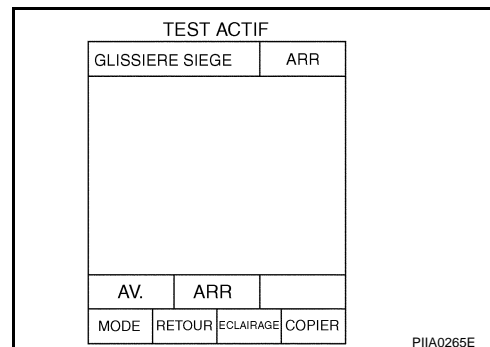 TEST ACTIF
GLISSIERE SIEGE ARR
AV. ARR
MODE RETOUR ECLAIRAGE COPIER
PIIA0265E